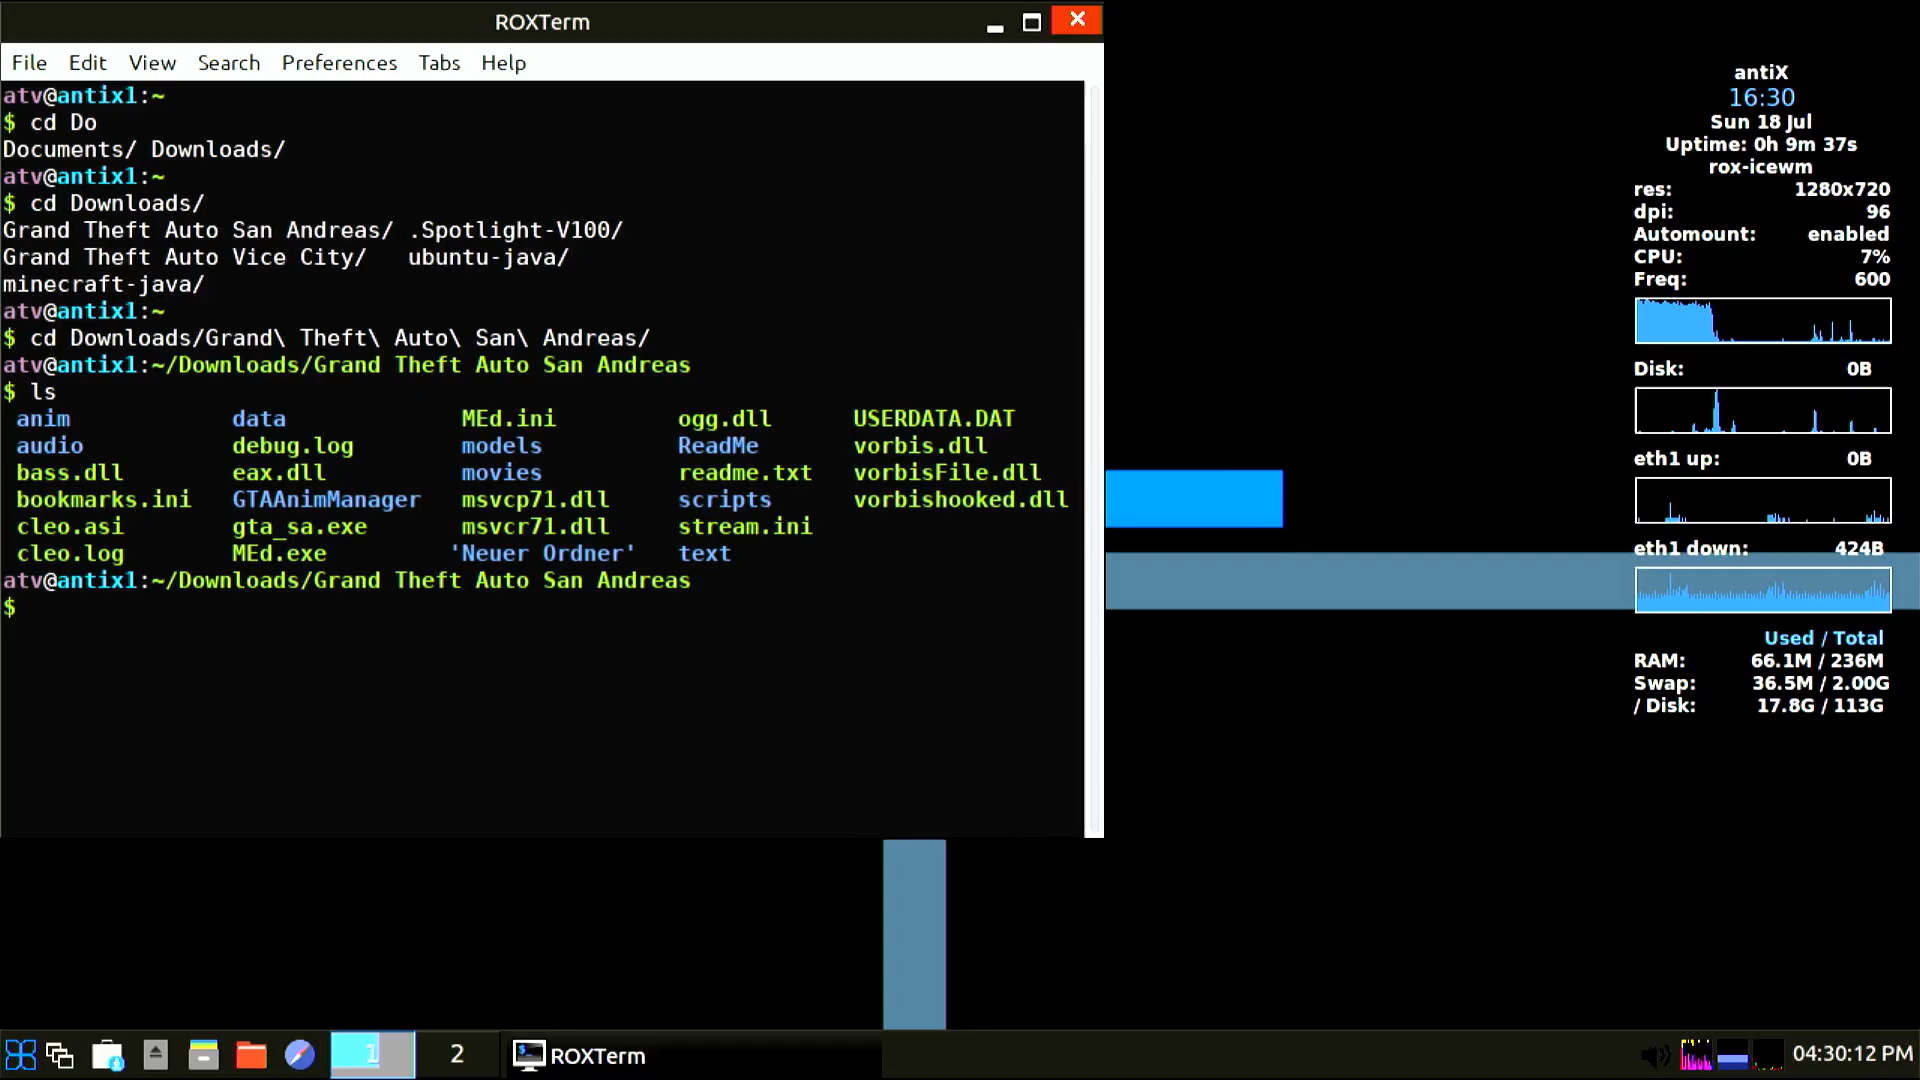 ROXTerm
File Edit View Search Preferences Tabs Help
atv@antix1:~
$ cd Do
Documents/ Downloads/
atv@antix1:~
$ cd Downloads/
Grand Theft Auto San Andreas/ .Spotlight-V100/
Grand Theft Auto Vice City/ ubuntu-java/
minecraft-java/
atv@antix1:~
$ cd Downloads/Grand\ Theft\ Auto\ San\ Andreas/
atv@antix1:~/Downloads/Grand Theft Auto San Andreas
$ ls
anim data MEd.ini ogg.dll USERDATA.DAT
audio debug.log models ReadMe vorbis.dll
bass.dll eax.dll movies readme.txt vorbisFile.dll
bookmarks.ini GTAAnimManager msvcp71.dll scripts vorbishooked.dll
cleo.asi gta_sa.exe msvcr71.dll stream.ini
cleo.log MEd.exe 'Neuer Ordner' text
atv@antix1:~/Downloads/Grand Theft Auto San Andreas
$
antiX
16:30
Sun 18 Jul
Uptime: 0h 9m 37s
rox-icewm
res: 1280x720
dpi: 96
Automount: enabled
CPU: 7%
Freq: 600
Disk: 0B
eth1 up: 0B
eth1 down: 424B
Used / Total
RAM: 66.1M / 236M
Swap: 36.5M / 2.00G
/ Disk: 17.8G / 113G
1 2 ROXTerm 04:30:12 PM